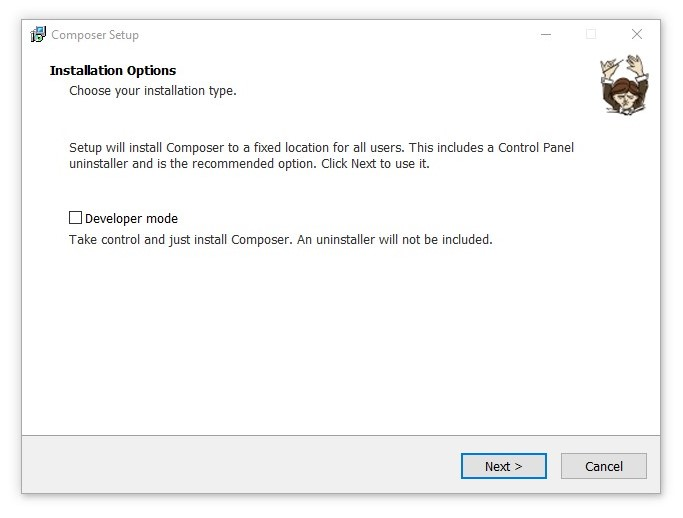 Composer Setup
Installation Options
Choose your installation type.
Setup will install Composer to a fixed location for all users. This includes a Control Panel
uninstaller and is the recommended option. Click Next to use it.
Developer mode
Take control and just install Composer. An uninstaller will not be included.
Next >
Cancel